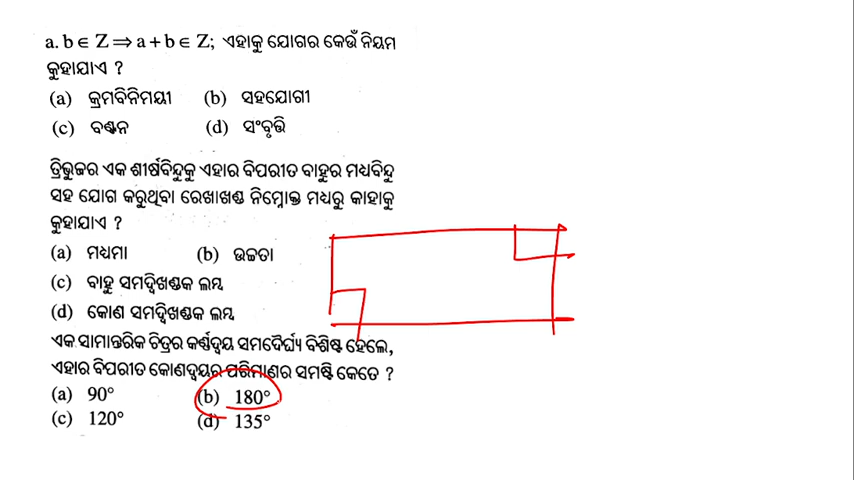 a. b ∈ Z ⇒ a + b ∈ Z; ଏହାକୁ ଯୋଗର କେଉଁ ନିୟମ
କୁହାଯାଏ ?
(a) କ୍ରମବିନିମୟୀ (b) ସହଯୋଗୀ
(c) ବଣ୍ଟନ (d) ସଂବୃତ୍ତି
ତ୍ରିଭୁଜର ଏକ ଶୀର୍ଷବିନ୍ଦୁକୁ ଏହାର ବିପରୀତ ବାହୁର ମଧ୍ୟବିନ୍ଦୁ
ସହ ଯୋଗ କରୁଥିବା ରେଖାଖଣ୍ଡ ନିମ୍ନୋକ୍ତ ମଧ୍ୟରୁ କାହାକୁ
କୁହାଯାଏ ?
(a) ମଧ୍ୟମା (b) ଉଚ୍ଚତା
(c) ବାହୁ ସମଦ୍ୱିଖଣ୍ଡକ ଲମ୍ବ
(d) କୋଣ ସମଦ୍ୱିଖଣ୍ଡକ ଲମ୍ବ
ଏକ ସାମାନ୍ତରିକ ଚିତ୍ରର କର୍ଣ୍ଣଦ୍ୱୟ ସମଦୈର୍ଘ୍ୟ ବିଶିଷ୍ଟ ହେଲେ,
ଏହାର ବିପରୀତ କୋଣଦ୍ୱୟର ପରିମାଣର ସମଷ୍ଟି କେତେ ?
(a) 90° (b) 180°
(c) 120° (d) 135°